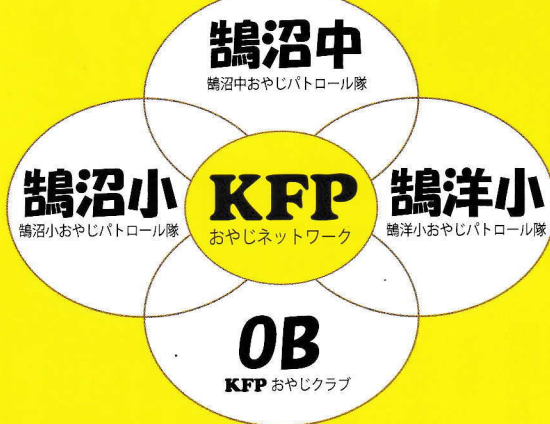 鵠沼中
鵠沼中おやじパトロール隊
鵠沼小
鵠沼小おやじパトロール隊
KFP
おやじネットワーク
鵠洋小
鵠洋小おやじパトロール隊
OB
KFP おやじクラブ